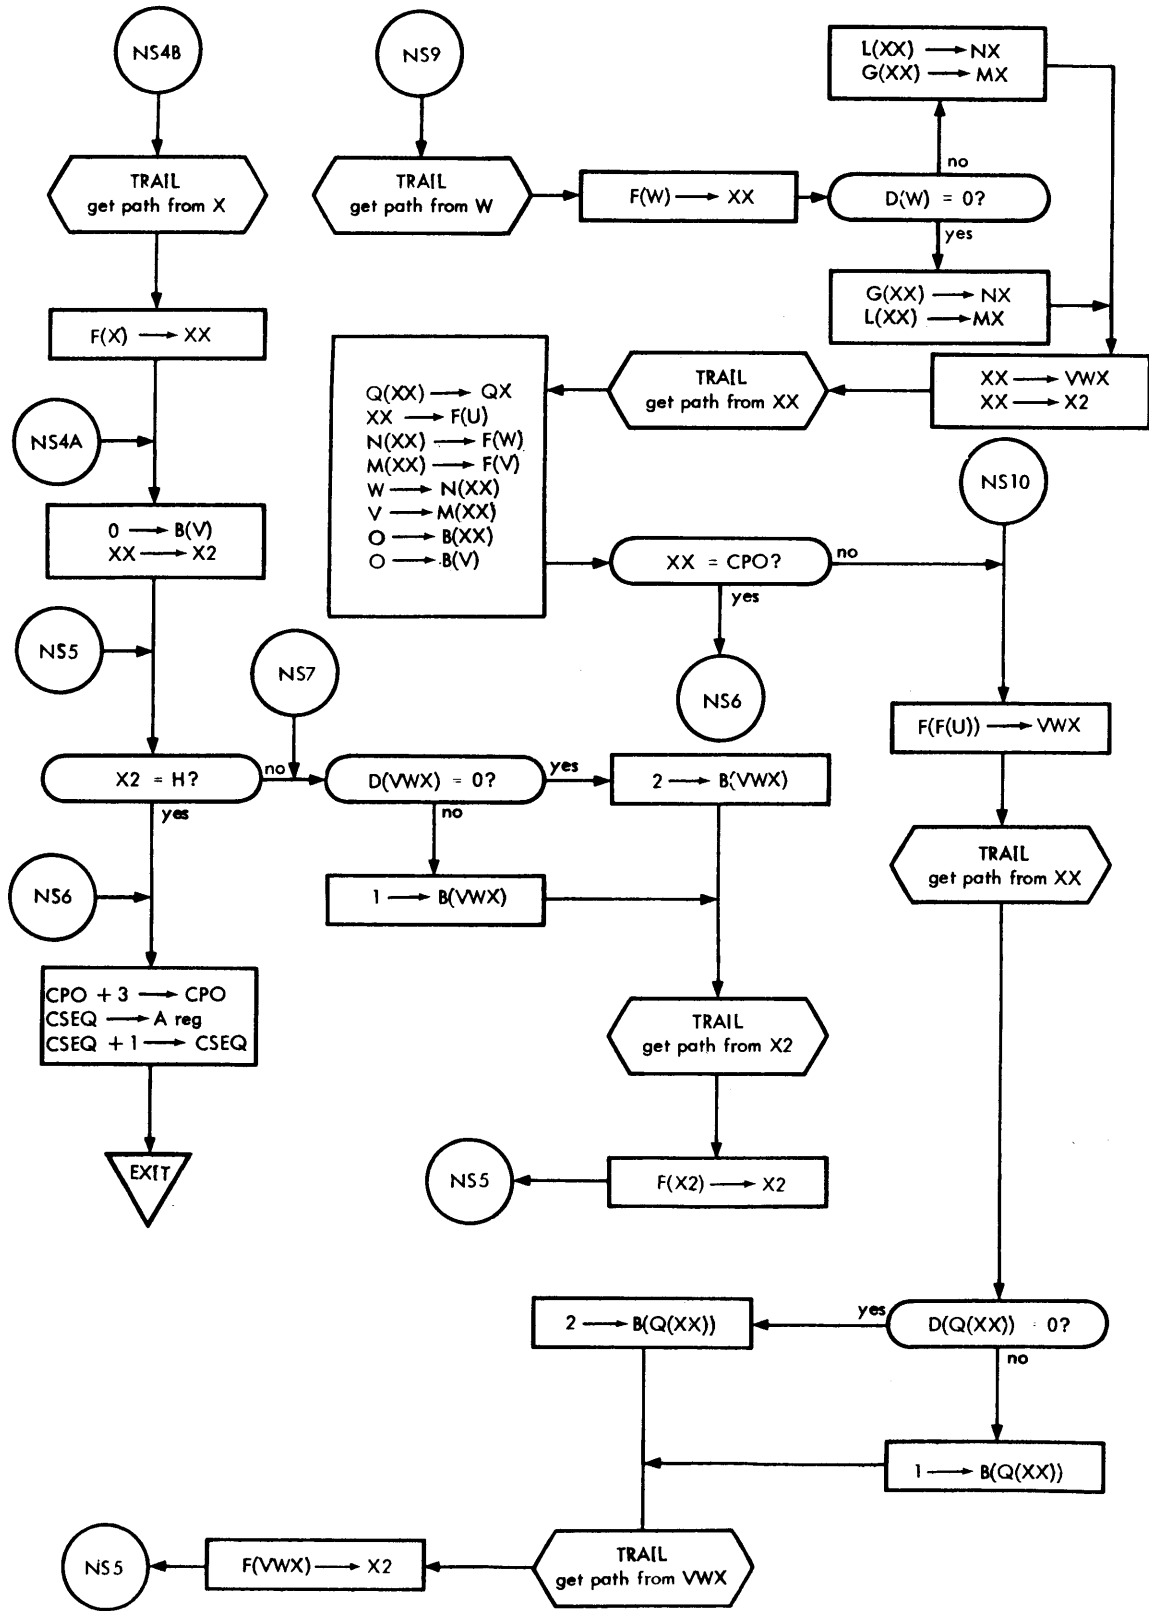 NS4B
TRAIL
get path from X
F(X) → XX
NS4A
0 → B(V)
XX → X2
NS5
X2 = H?
no
yes
NS6
CPO + 3 → CPO
CSEQ → A reg
CSEQ + 1 → CSEQ
EXIT
NS9
TRAIL
get path from W
F(W) → XX
D(W) = 0?
no
yes
L(XX) → NX
G(XX) → MX
G(XX) → NX
L(XX) → MX
XX → VWX
XX → X2
TRAIL
get path from XX
Q(XX) → QX
XX → F(U)
N(XX) → F(W)
M(XX) → F(V)
W → N(XX)
V → M(XX)
O → B(XX)
O → B(V)
XX = CPO?
no
yes
NS6
NS10
F(F(U)) → VWX
TRAIL
get path from XX
NS7
D(VWX) = 0?
yes
no
2 → B(VWX)
1 → B(VWX)
TRAIL
get path from X2
F(X2) → X2
NS5
D(Q(XX)) 0?
yes
no
2 → B(Q(XX))
1 → B(Q(XX))
TRAIL
get path from VWX
F(VWX) → X2
NS5